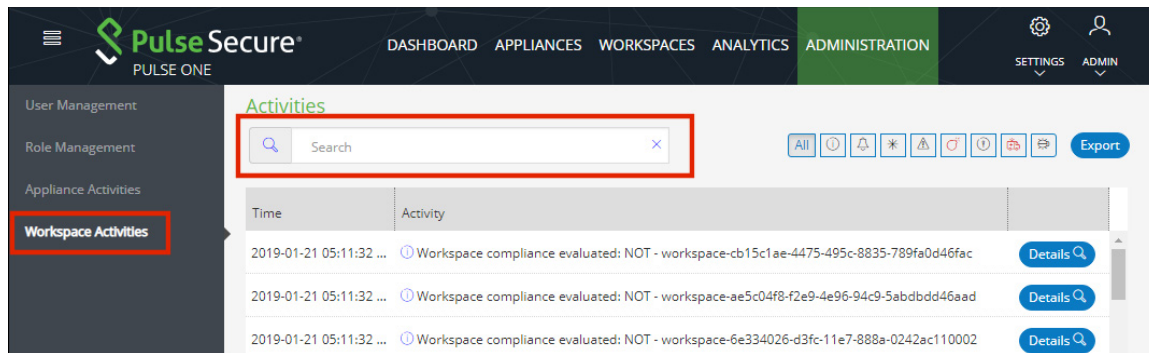 Pulse Secure
PULSE ONE
DASHBOARD APPLIANCES WORKSPACES ANALYTICS ADMINISTRATION
SETTINGS ADMIN
User Management
Role Management
Appliance Activities
Workspace Activities
Activities
Search
All
Export
Time Activity
2019-01-21 05:11:32 ... Workspace compliance evaluated: NOT - workspace-cb15c1ae-4475-495c-8835-789fa0d46fac Details
2019-01-21 05:11:32 ... Workspace compliance evaluated: NOT - workspace-ae5c04f8-f2e9-4e96-94c9-5abdbdd46aad Details
2019-01-21 05:11:32 ... Workspace compliance evaluated: NOT - workspace-6e334026-d3fc-11e7-888a-0242ac110002 Details